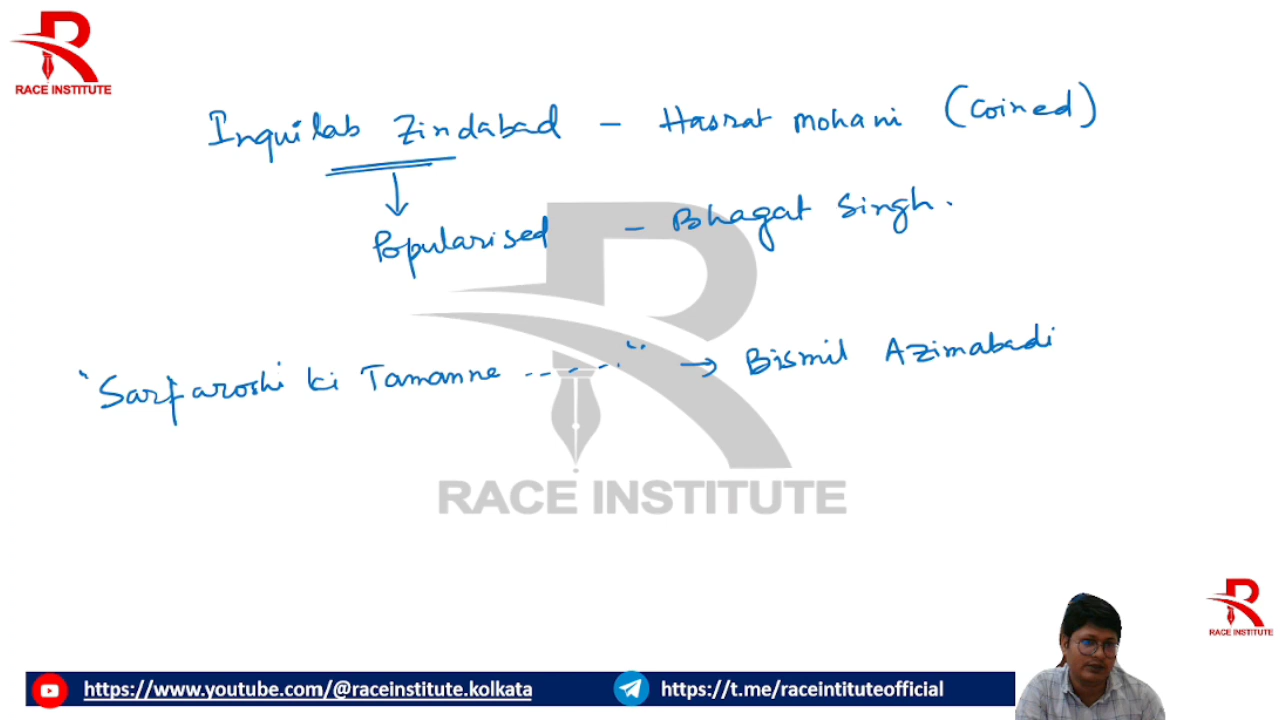 RACE INSTITUTE
Inquilab Zindabad – Hasrat mohani (coined)
Popularised – Bhagat Singh.
"Sarfaroshi ki Tamanne -----" → Bismil Azimabadi
RACE INSTITUTE
RACE INSTITUTE
https://www.youtube.com/@raceinstitute.kolkata
https://t.me/raceintituteofficial